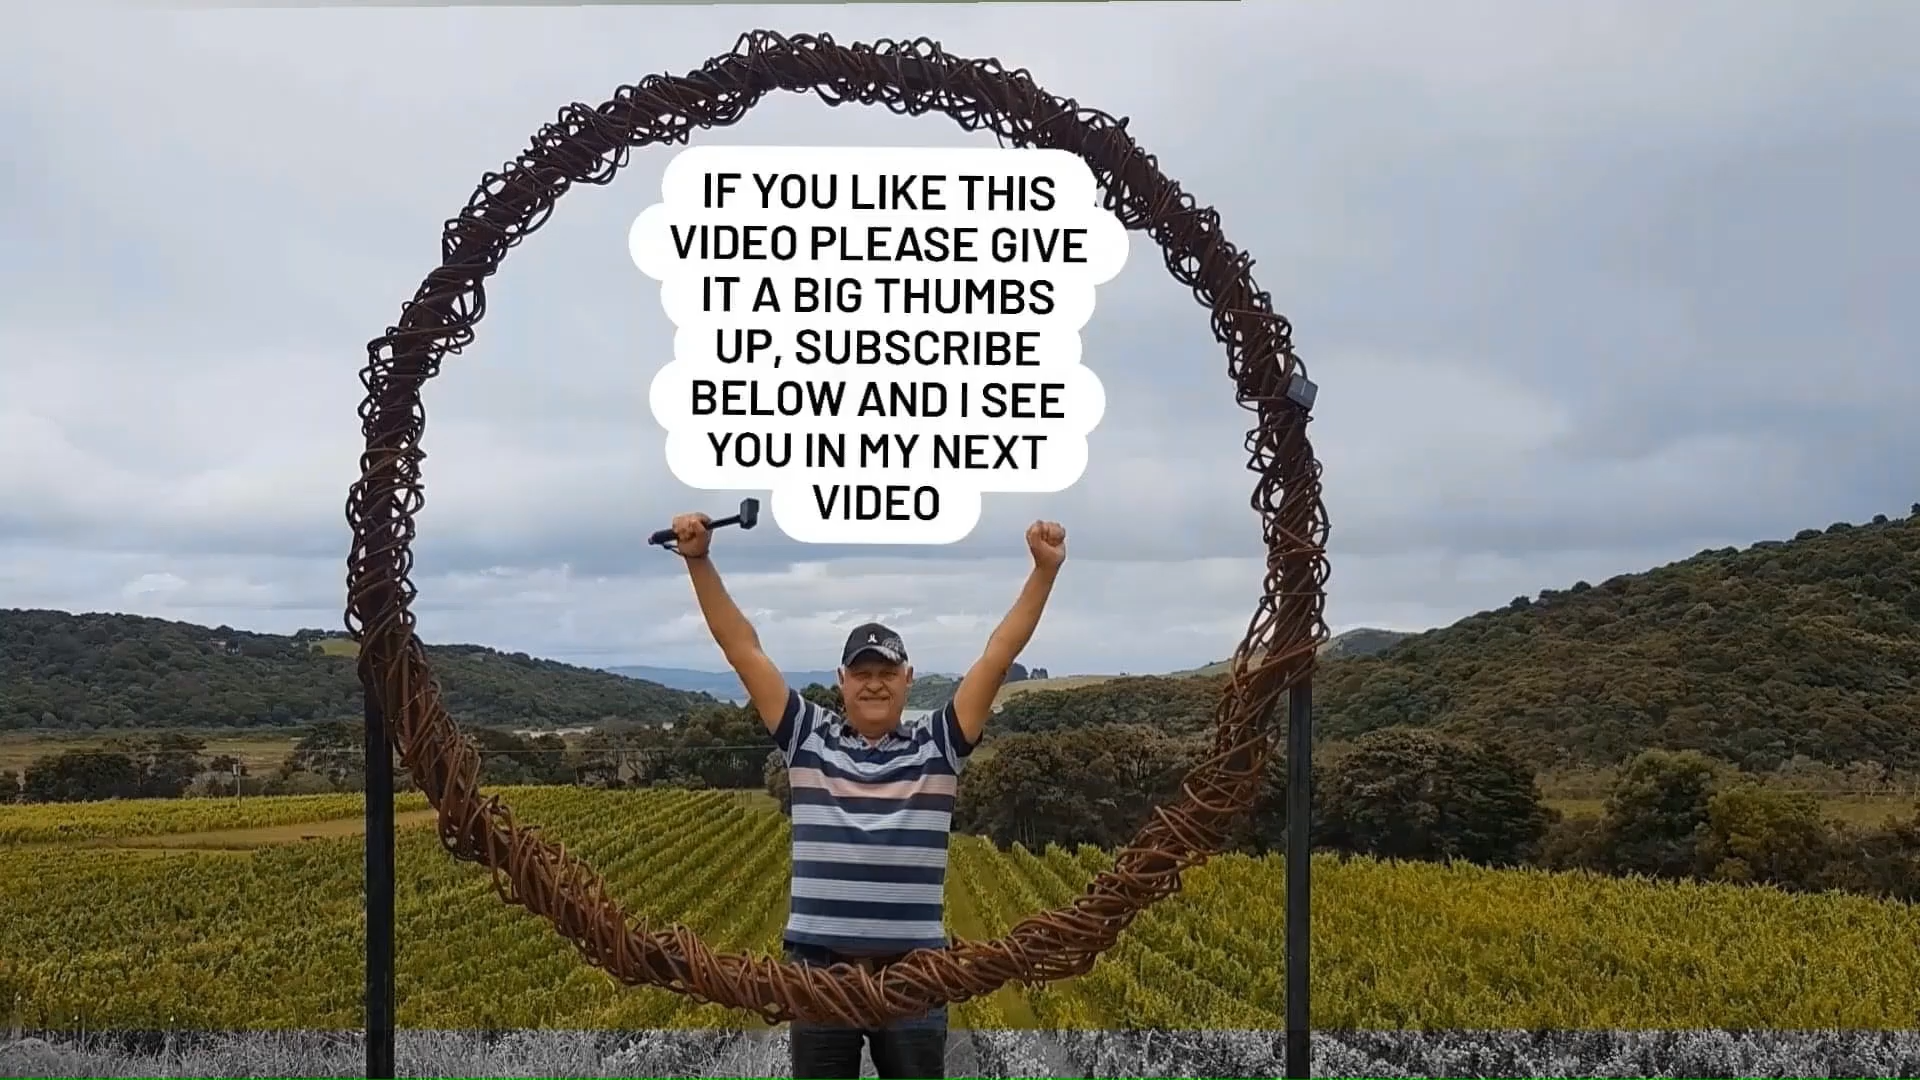 IF YOU LIKE THIS
VIDEO PLEASE GIVE
IT A BIG THUMBS
UP, SUBSCRIBE
BELOW AND I SEE
YOU IN MY NEXT
VIDEO